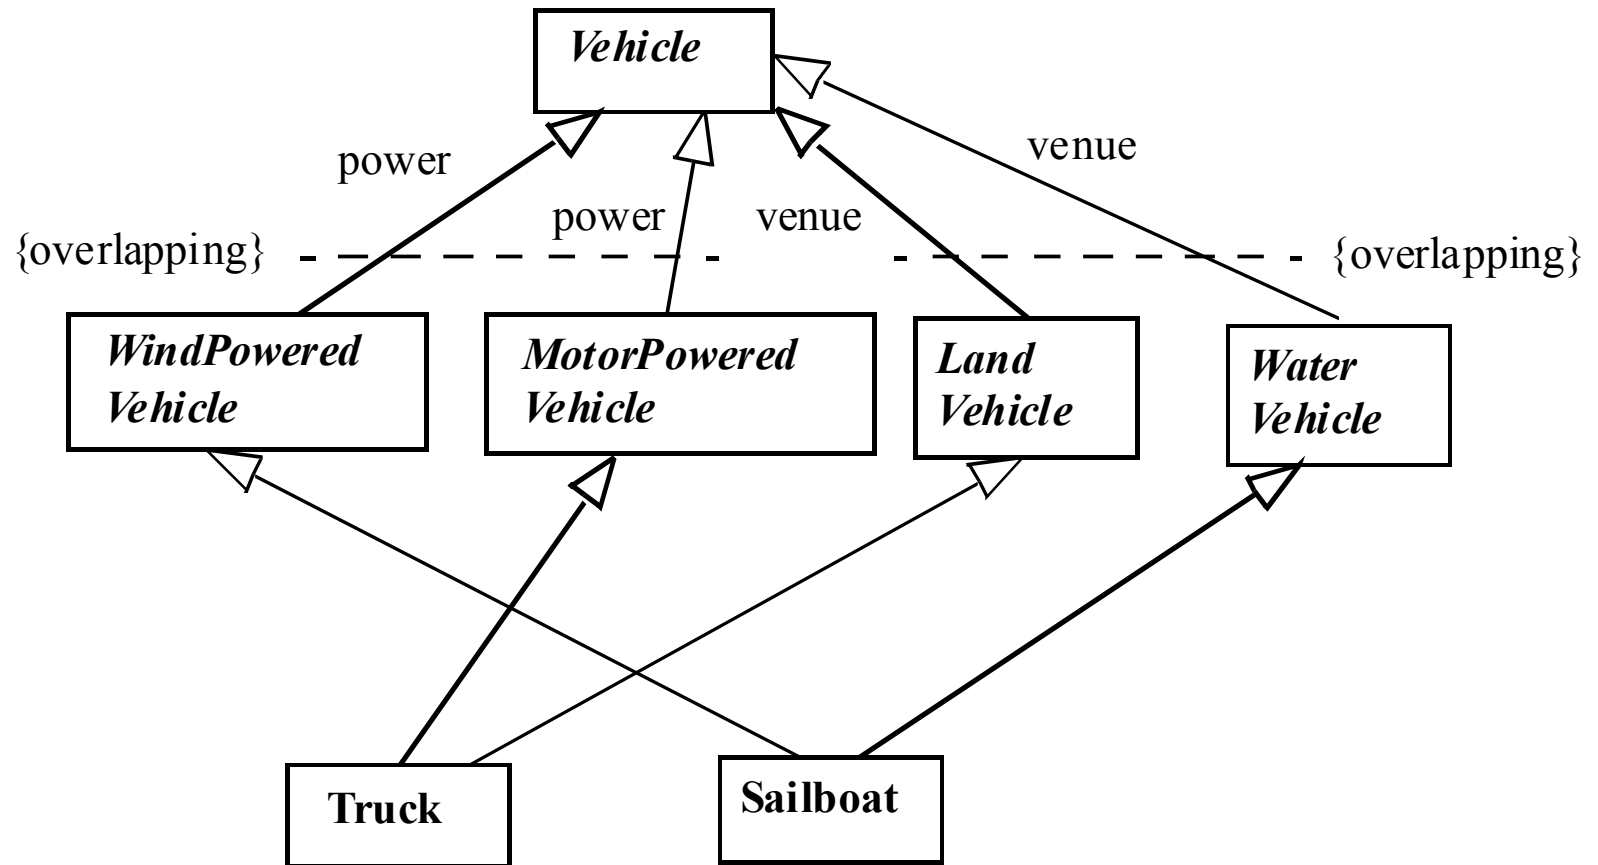 Vehicle
venue
power
power
venue
{overlapping}
{overlapping}
WindPowered
Vehicle
MotorPowered
Vehicle
Land
Vehicle
Water
Vehicle
Truck
Sailboat